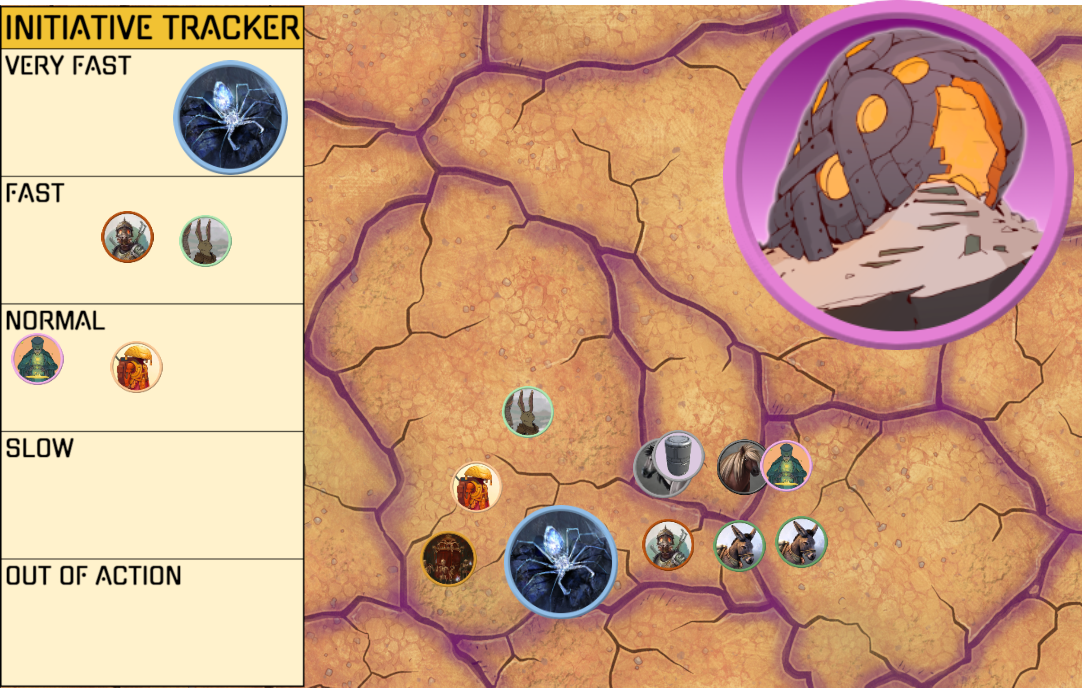 INITIATIVE TRACKER
VERY FAST
FAST
NORMAL
SLOW
OUT OF ACTION